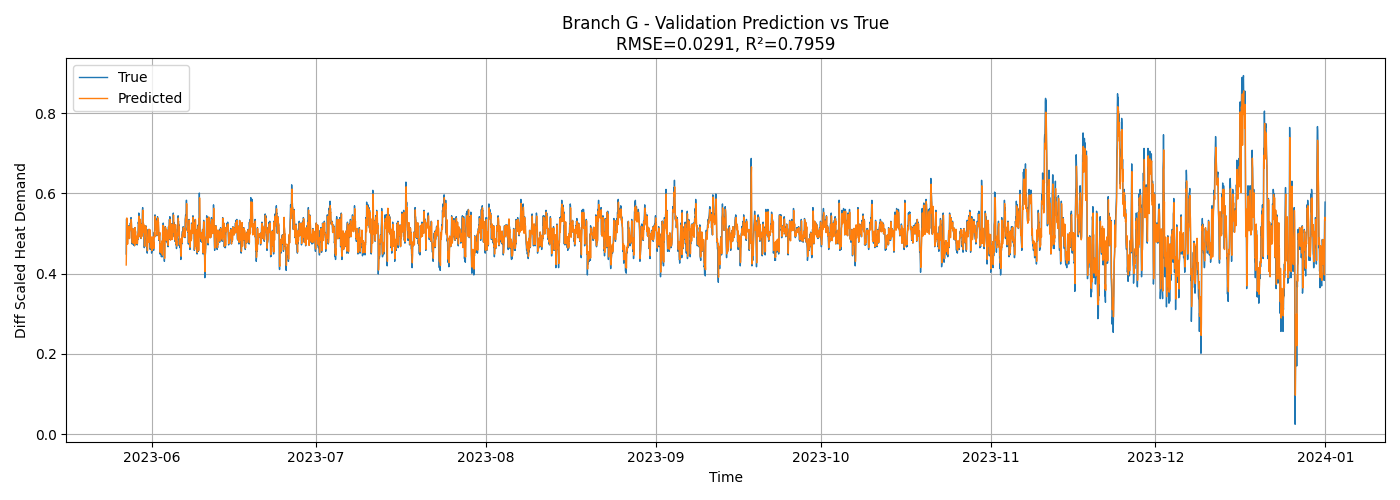 Branch G - Validation Prediction vs True
RMSE=0.0291, R²=0.7959
True
Predicted
Diff Scaled Heat Demand
0.8
0.6
0.4
0.2
0.0
2023-06
2023-07
2023-08
2023-09
2023-10
2023-11
2023-12
2024-01
Time